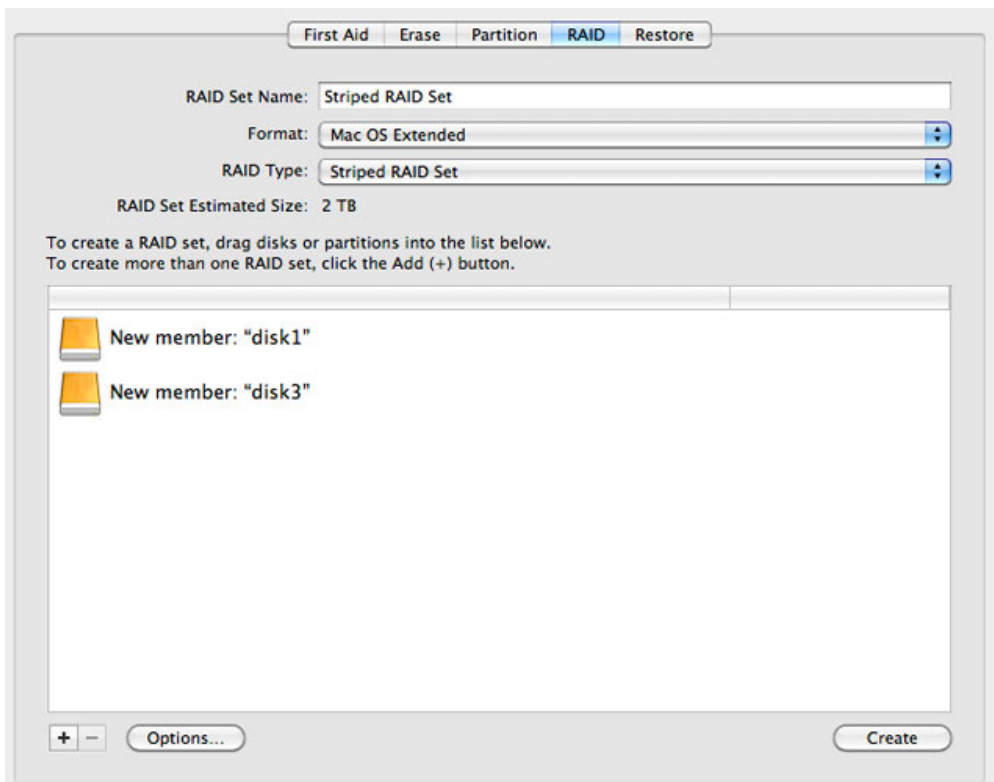 First Aid Erase Partition RAID Restore
RAID Set Name: Striped RAID Set
Format: Mac OS Extended
RAID Type: Striped RAID Set
RAID Set Estimated Size: 2 TB
To create a RAID set, drag disks or partitions into the list below.
To create more than one RAID set, click the Add (+) button.
New member: “disk1”
New member: “disk3”
+ − Options... Create